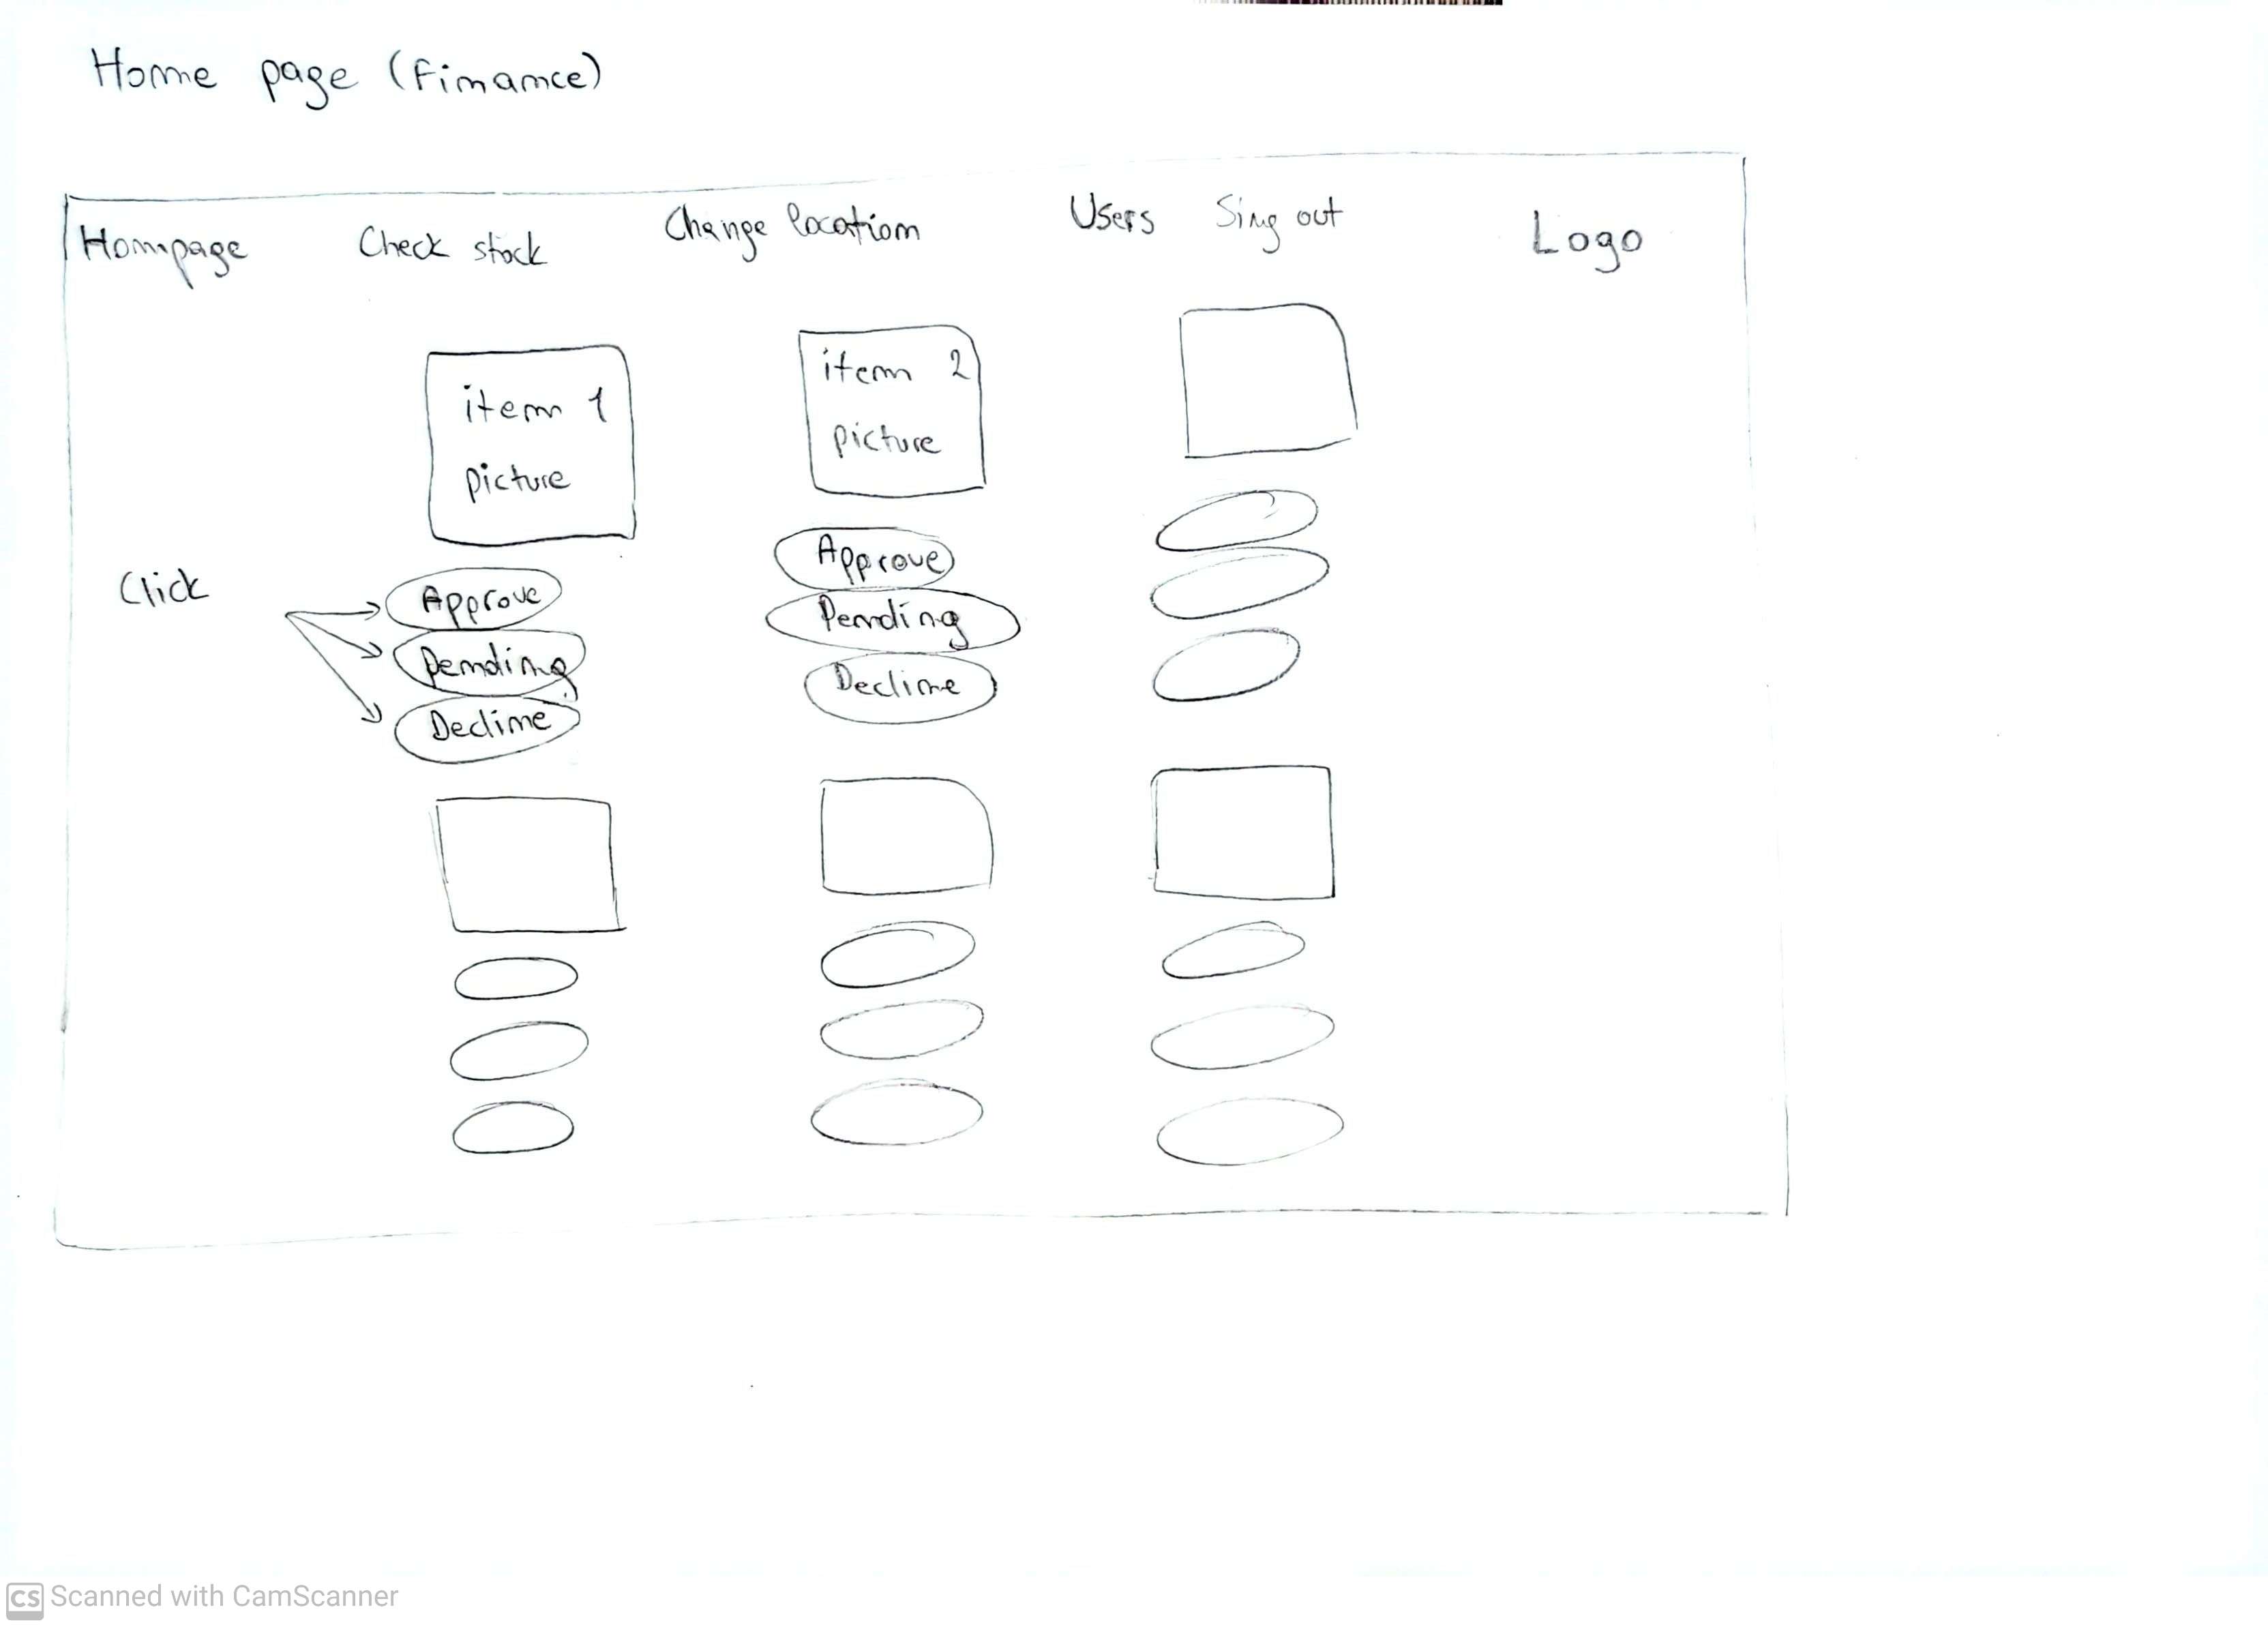 Home page (Finance)
Hompage Check stock Change location Users Sing out Logo
item 1
picture
item 2
picture
Click
Approve
Pending
Decline
Approve
Pending
Decline
CS Scanned with CamScanner